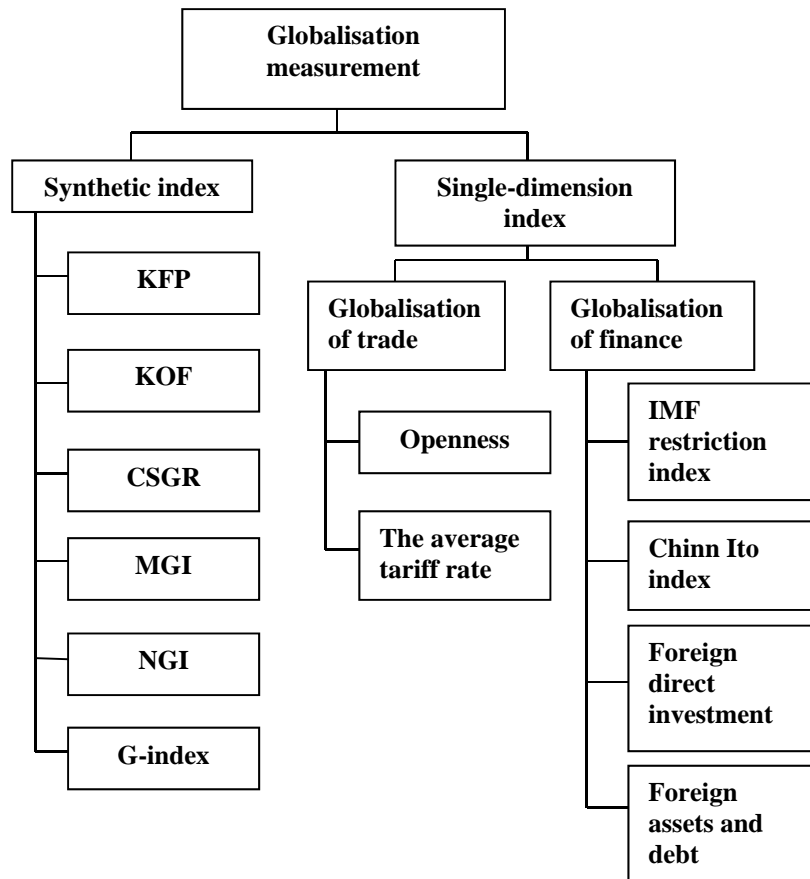 Globalisation
measurement
Synthetic index
KFP
KOF
CSGR
MGI
NGI
G-index
Single-dimension
index
Globalisation
of trade
Openness
The average
tariff rate
Globalisation
of finance
IMF
restriction
index
Chinn Ito
index
Foreign
direct
investment
Foreign
assets and
debt